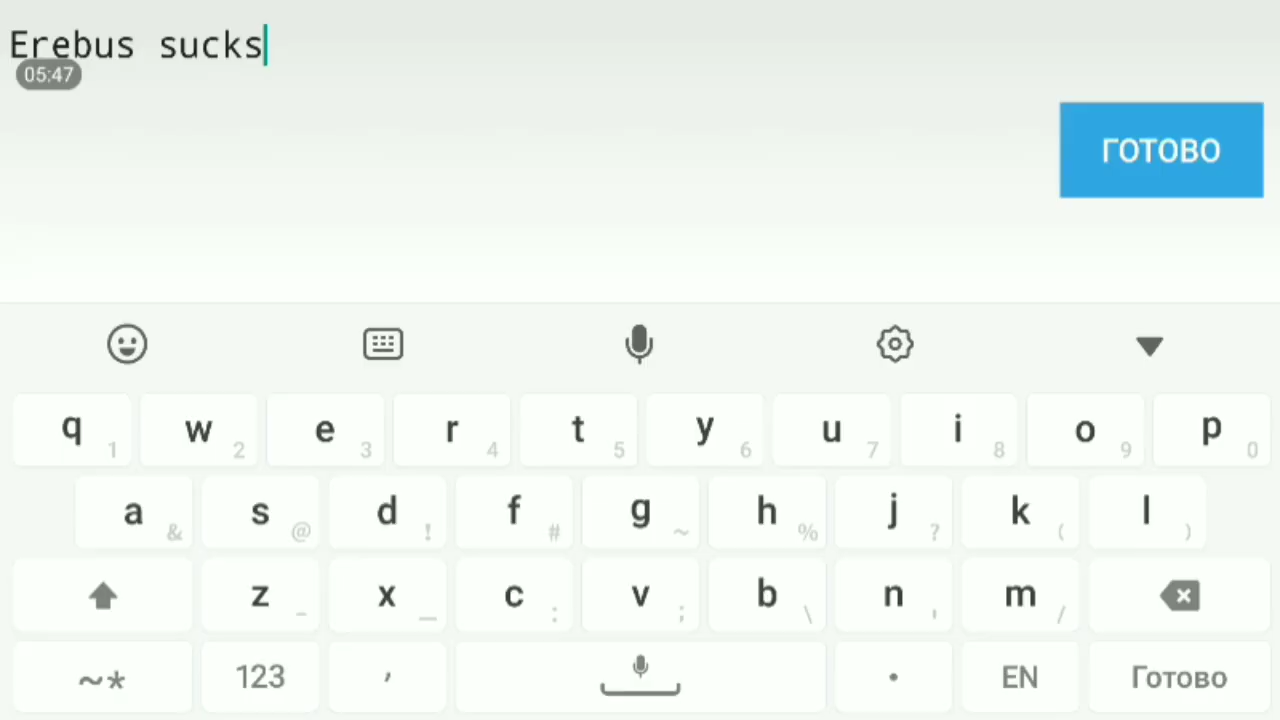 Erebus sucks
05:47
ГОТОВО
q 1 w 2 e 3 r 4 t 5 y 6 u 7 i 8 o 9 p 0
a & s @ d ! f # g ~ h % j ? k ( l )
z - x _ c : v ; b \ n ' m /
~* 123 , . EN Готово